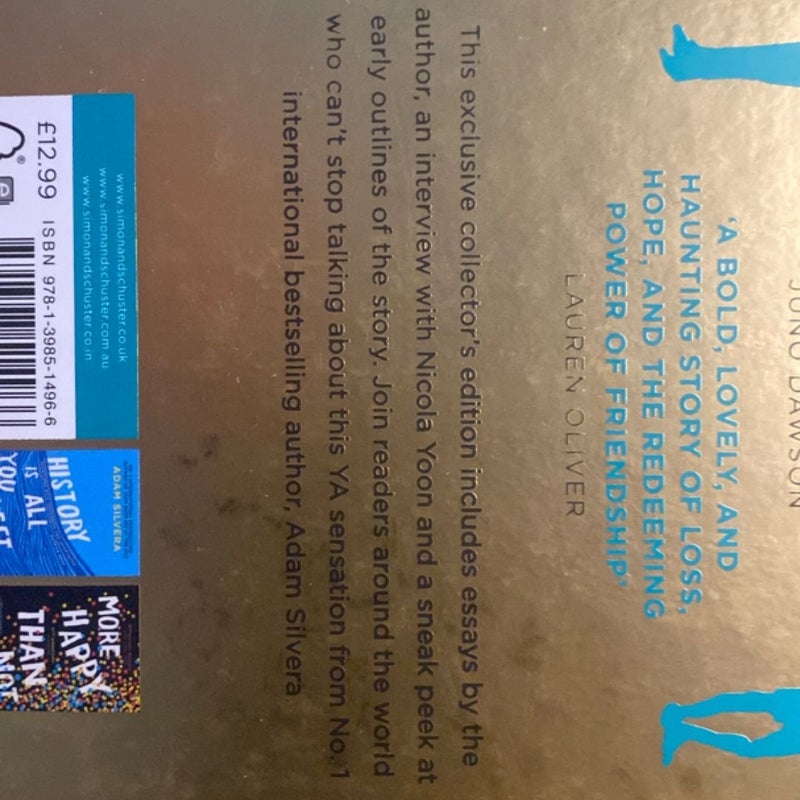 JUNO DAWSON
'A BOLD, LOVELY, AND
HAUNTING STORY OF LOSS,
HOPE, AND THE REDEEMING
POWER OF FRIENDSHIP'
LAUREN OLIVER
This exclusive collector's edition includes essays by the
author, an interview with Nicola Yoon and a sneak peek at
early outlines of the story. Join readers around the world
who can't stop talking about this YA sensation from No. 1
international bestselling author, Adam Silvera
www.simonandschuster.co.uk
www.simonandschuster.com.au
www.simonandschuster.co.in
£12.99 ISBN 978-1-3985-1496-6
ADAM SILVERA
HISTORY
IS ALL
YOU
MORE
HAPPY
THAN
NOT